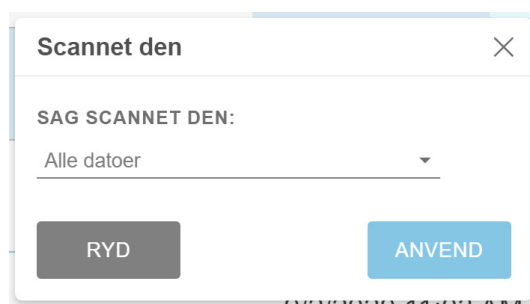 Scannet den
SAG SCANNET DEN:
Alle datoer
RYD
ANVEND